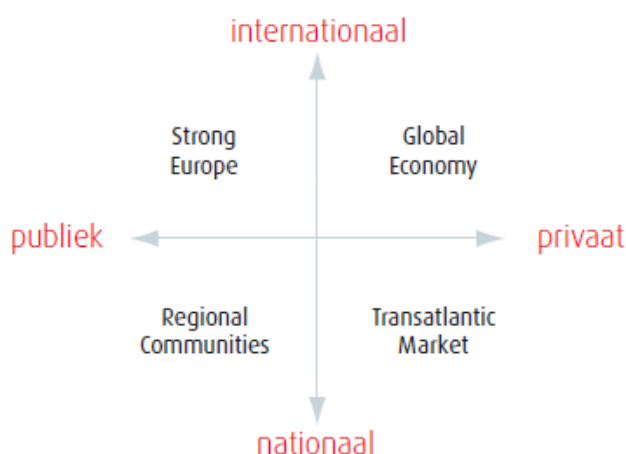 internationaal
Strong
Europe
Global
Economy
publiek
privaat
Regional
Communities
Transatlantic
Market
nationaal